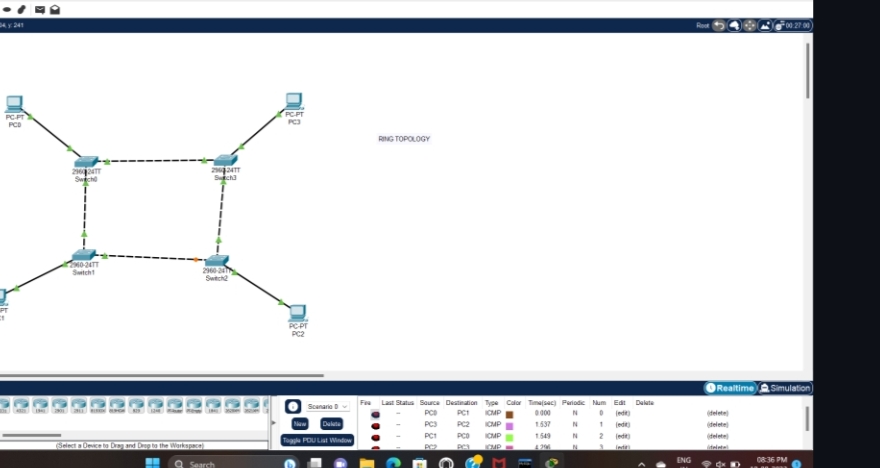 Root
00:27:00
PC-PT
PC0
PC-PT
PC3
RING TOPOLOGY
2960-24TT
Switch0
2960-24TT
Switch3
2960-24TT
Switch1
2960-24TT
Switch2
PC-PT
PC2
Realtime
Simulation
Scenario 0
New
Delete
Toggle PDU List Window
Fire Last Status Source Destination Type Color Time(sec) Periodic Num Edit Delete
-- PC0 PC1 ICMP 0.000 N 0 (edit) (delete)
-- PC3 PC2 ICMP 1.537 N 1 (edit) (delete)
-- PC1 PC0 ICMP 1.549 N 2 (edit) (delete)
-- PC2 PC3 ICMP 4.296 N 3 (edit) (delete)
(Select a Device to Drag and Drop to the Workspace)
Search
ENG
08:36 PM